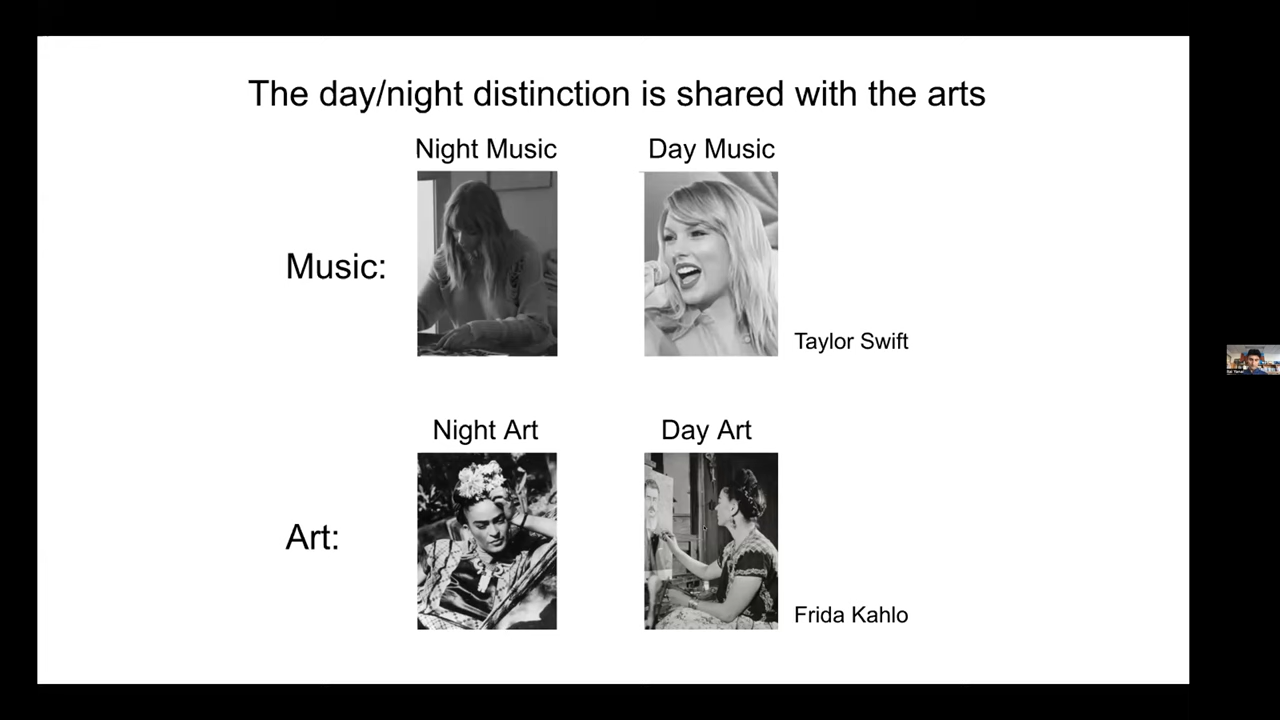 The day/night distinction is shared with the arts
Night Music
Day Music
Music:
Taylor Swift
Night Art
Day Art
Art:
Frida Kahlo